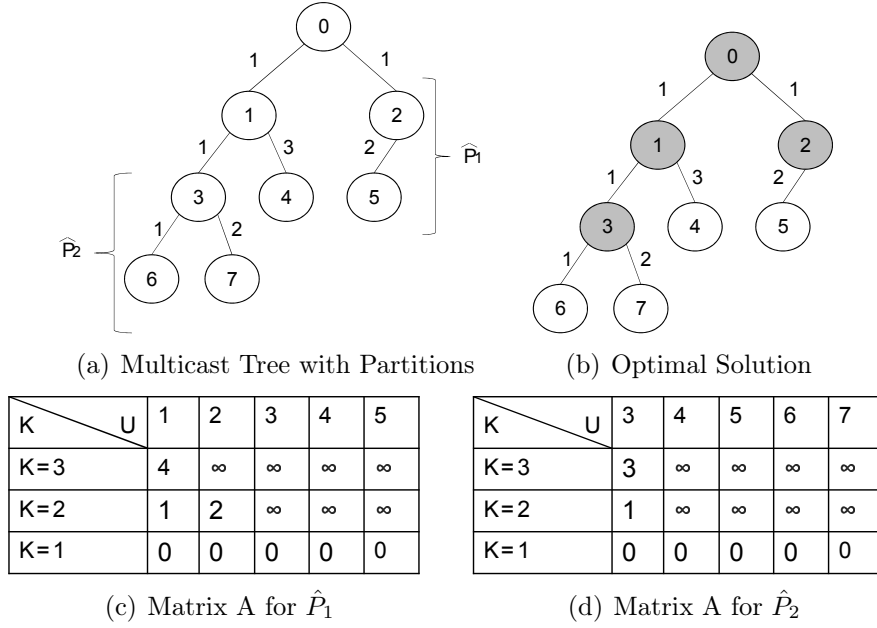 0
0
1
1
1
1
1
2
1
2
P̂1
1
3
2
1
3
2
3
4
5
3
4
5
P̂2
1
2
1
2
6
7
6
7
(a) Multicast Tree with Partitions
(b) Optimal Solution
K U 1 2 3 4 5
K=3 4 ∞ ∞ ∞ ∞
K=2 1 2 ∞ ∞ ∞
K=1 0 0 0 0 0
K U 3 4 5 6 7
K=3 3 ∞ ∞ ∞ ∞
K=2 1 ∞ ∞ ∞ ∞
K=1 0 0 0 0 0
(c) Matrix A for P̂1
(d) Matrix A for P̂2